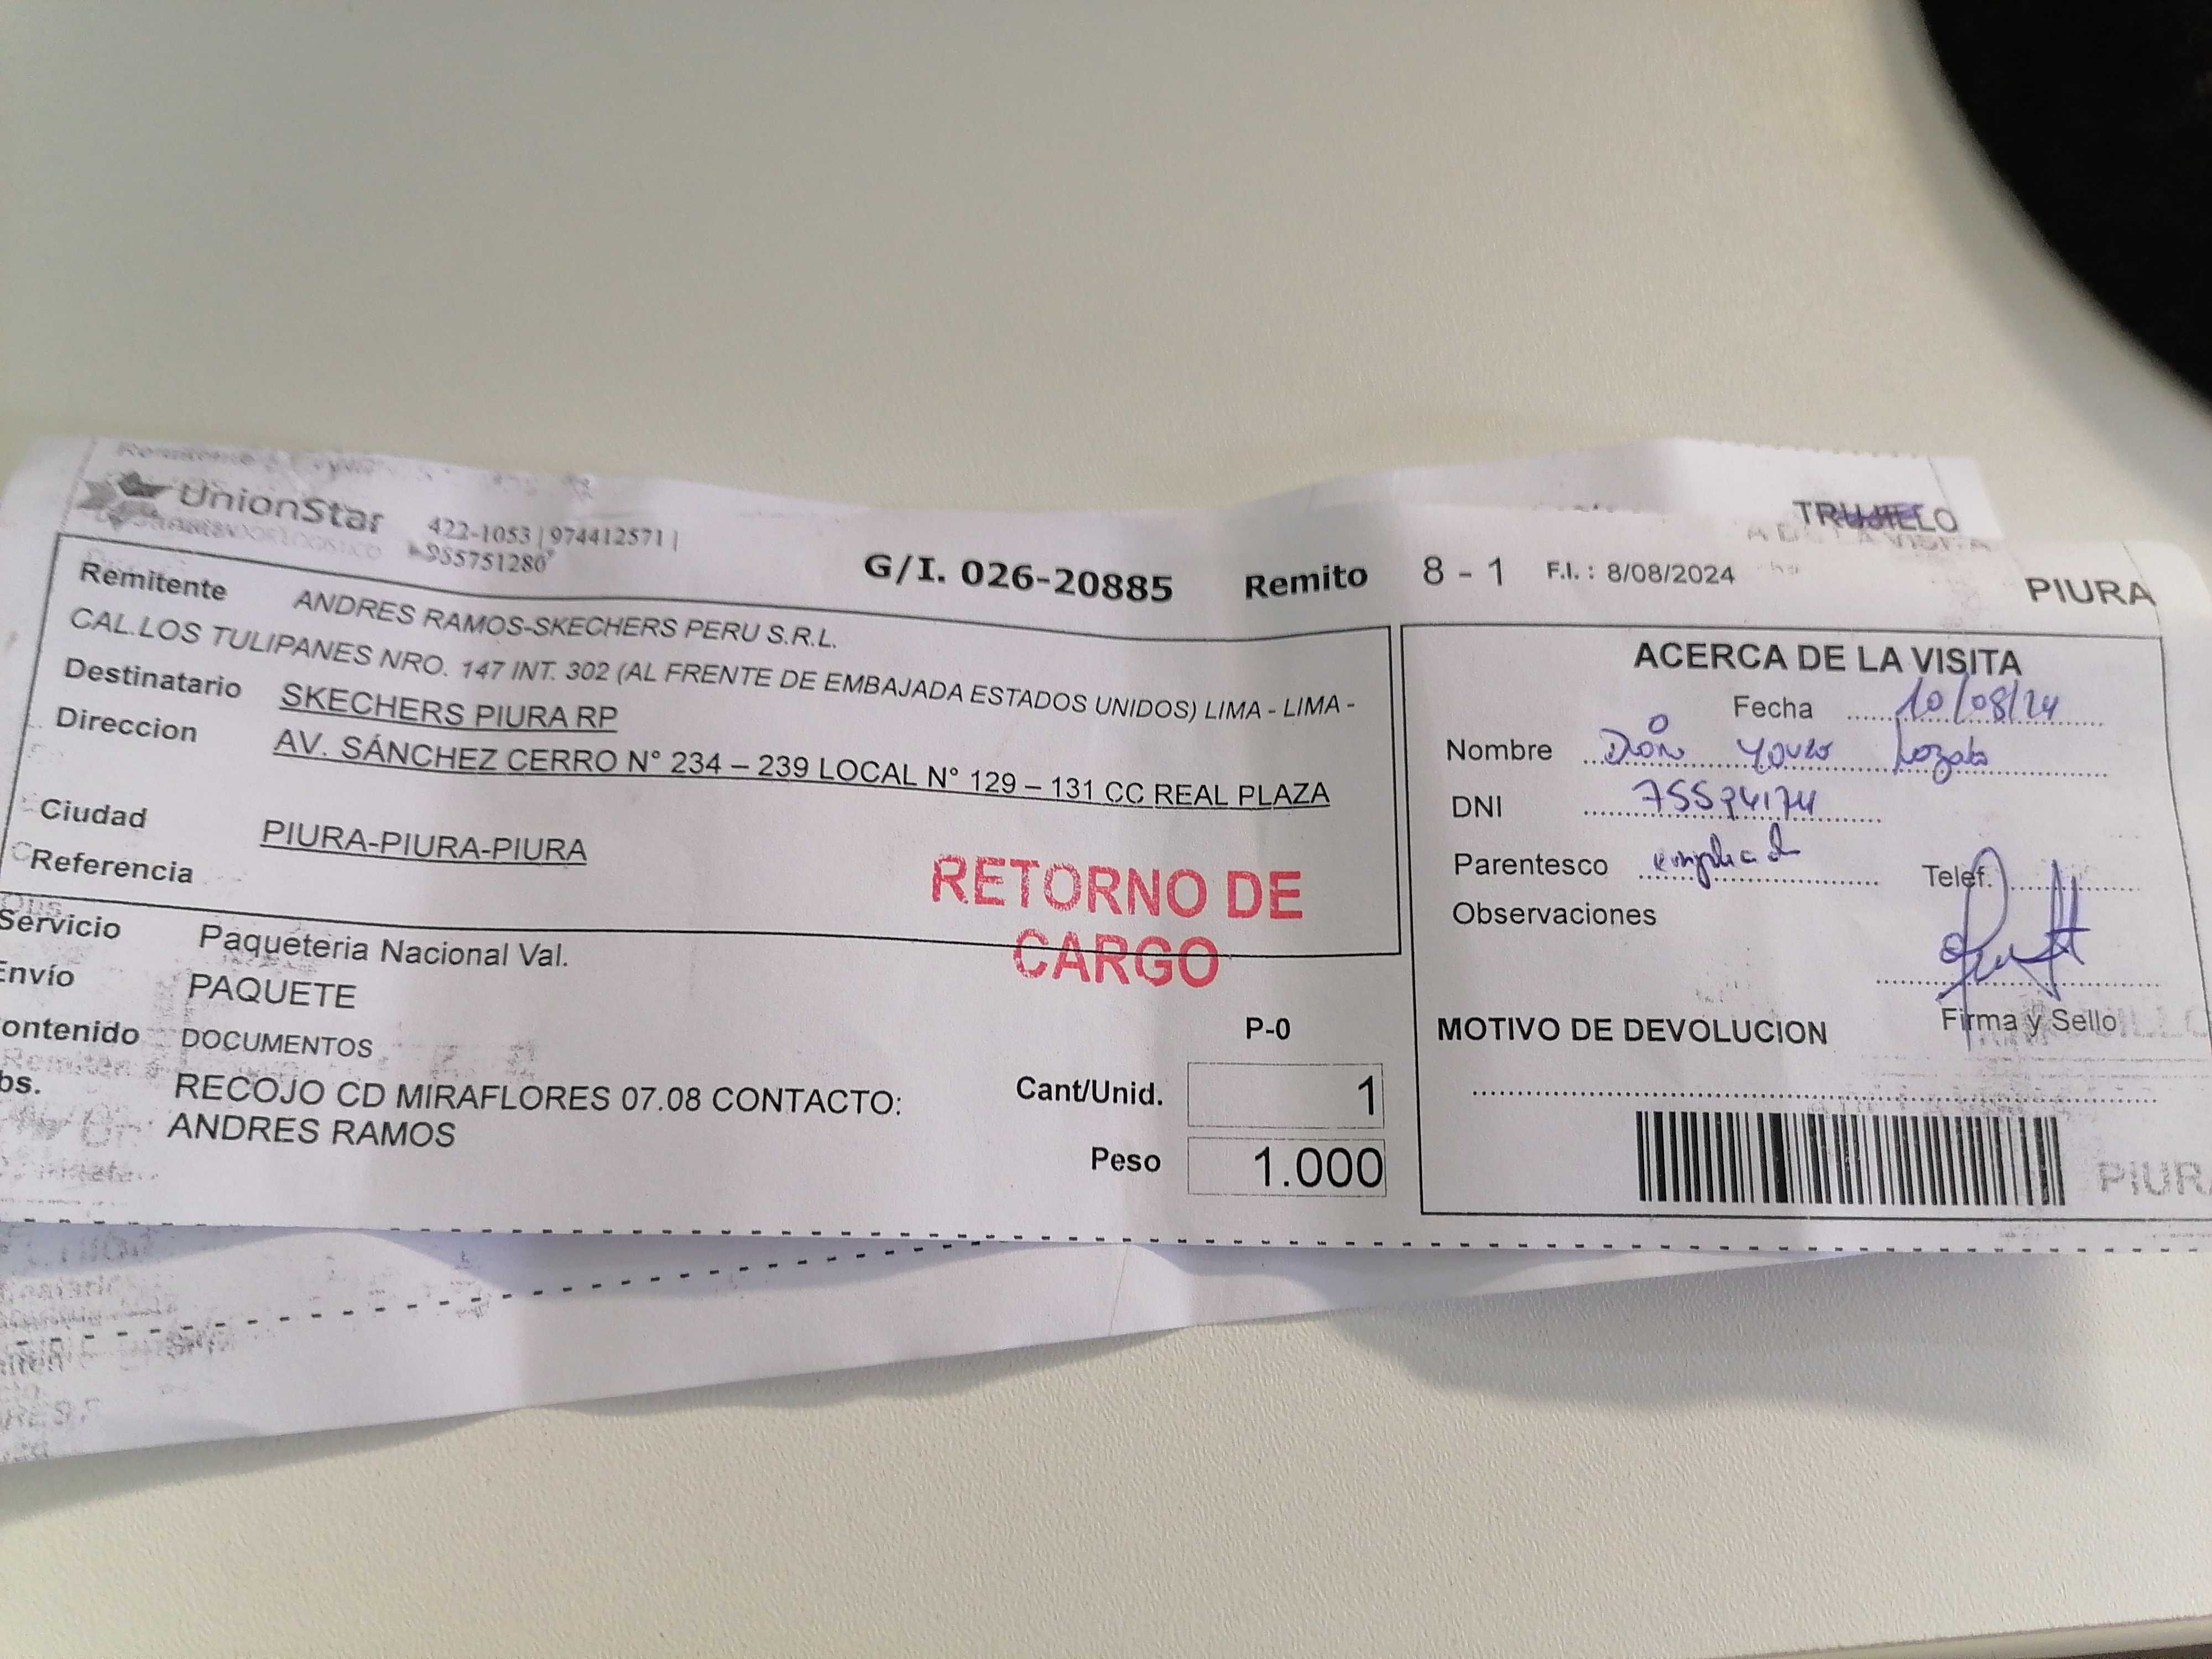 UnionStar
422-1053 | 974412571 |
955751280
G/I. 026-20885 Remito 8 - 1 F.I. : 8/08/2024
TRUJILLO
PIURA
Remitente ANDRES RAMOS-SKECHERS PERU S.R.L.
CAL.LOS TULIPANES NRO. 147 INT. 302 (AL FRENTE DE EMBAJADA ESTADOS UNIDOS) LIMA - LIMA -
Destinatario SKECHERS PIURA RP
Direccion AV. SÁNCHEZ CERRO N° 234 – 239 LOCAL N° 129 – 131 CC REAL PLAZA
Ciudad PIURA-PIURA-PIURA
Referencia
RETORNO DE
CARGO
Servicio Paqueteria Nacional Val.
Envío PAQUETE
ontenido DOCUMENTOS
bs. RECOJO CD MIRAFLORES 07.08 CONTACTO:
ANDRES RAMOS
P-0
Cant/Unid. 1
Peso 1.000
ACERCA DE LA VISITA
Fecha 10/08/24
Nombre
DNI
Parentesco
Telef.
Observaciones
Firma y Sello
MOTIVO DE DEVOLUCION
PIUR